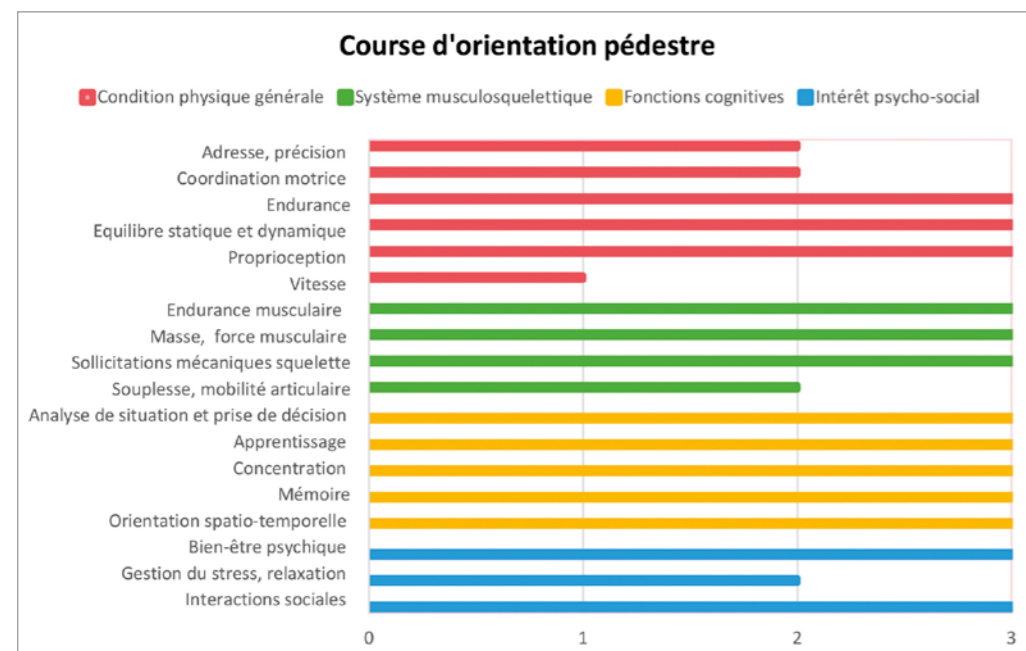 Course d'orientation pédestre
Condition physique générale Système musculosquelettique Fonctions cognitives Intérêt psycho-social
Adresse, précision
Coordination motrice
Endurance
Equilibre statique et dynamique
Proprioception
Vitesse
Endurance musculaire
Masse, force musculaire
Sollicitations mécaniques squelette
Souplesse, mobilité articulaire
Analyse de situation et prise de décision
Apprentissage
Concentration
Mémoire
Orientation spatio-temporelle
Bien-être psychique
Gestion du stress, relaxation
Interactions sociales
0 1 2 3